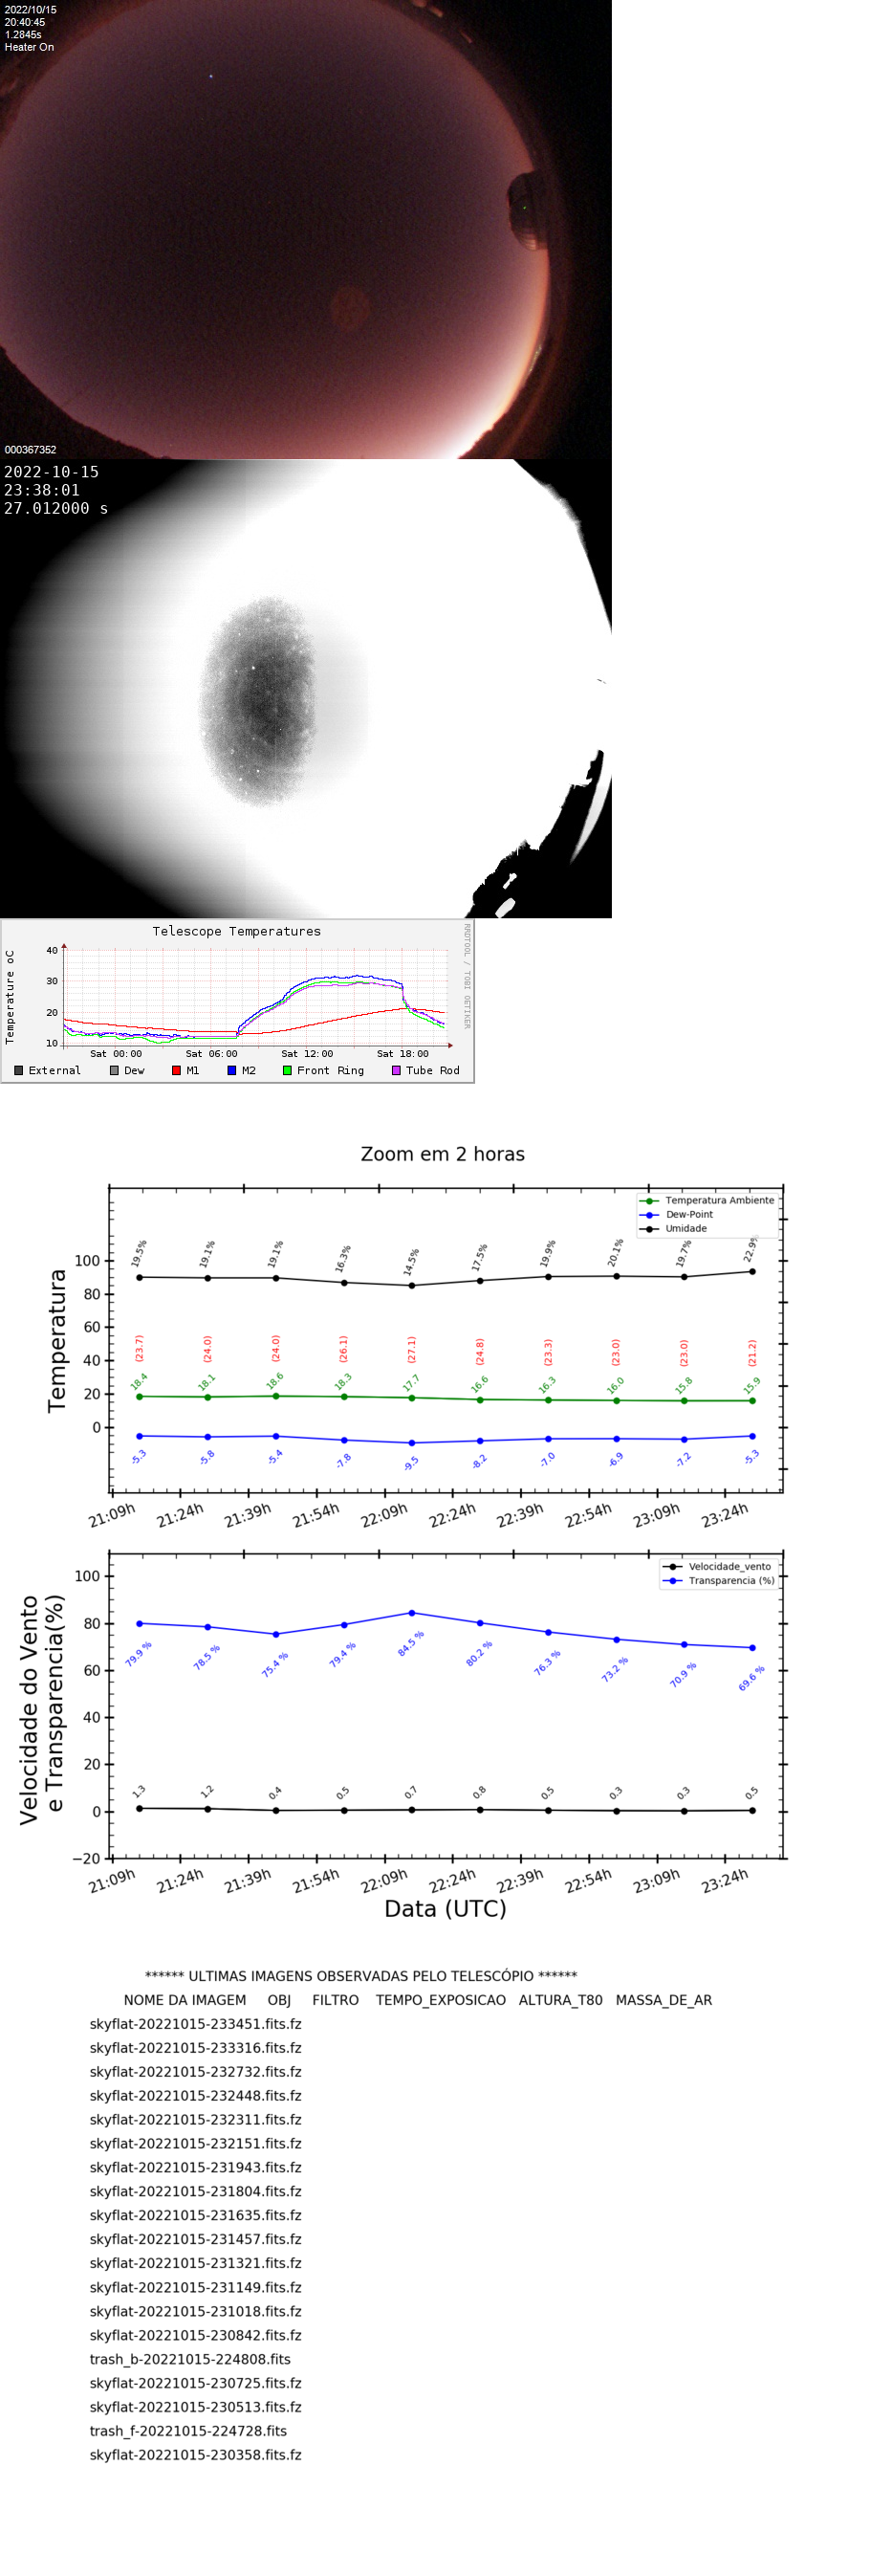 2022/10/15
20:40:45
1.2845s
Heater On
000367352
2022-10-15
23:38:01
27.012000 s
Telescope Temperatures
RRDTOOL / TOBI OETIKER
Temperature oC
40
30
20
10
Sat 00:00 Sat 06:00 Sat 12:00 Sat 18:00
External Dew M1 M2 Front Ring Tube Rod
Zoom em 2 horas
Temperatura Ambiente
Dew-Point
Umidade
Temperatura
100
80
60
40
20
0
19.5% 19.1% 19.1% 16.3% 14.5% 17.5% 19.9% 20.1% 19.7% 22.9%
(23.7) (24.0) (24.0) (26.1) (27.1) (24.8) (23.3) (23.0) (23.0) (21.2)
18.4 18.1 18.6 18.3 17.7 16.6 16.3 16.0 15.8 15.9
-5.3 -5.8 -5.4 -7.8 -9.5 -8.2 -7.0 -6.9 -7.2 -5.3
21:09h 21:24h 21:39h 21:54h 22:09h 22:24h 22:39h 22:54h 23:09h 23:24h
Velocidade_vento
Transparencia (%)
Velocidade do Vento
e Transparencia(%)
100
80
60
40
20
0
−20
79.9 % 78.5 % 75.4 % 79.4 % 84.5 % 80.2 % 76.3 % 73.2 % 70.9 % 69.6 %
1.3 1.2 0.4 0.5 0.7 0.8 0.5 0.3 0.3 0.5
21:09h 21:24h 21:39h 21:54h 22:09h 22:24h 22:39h 22:54h 23:09h 23:24h
Data (UTC)
****** ULTIMAS IMAGENS OBSERVADAS PELO TELESCÓPIO ******
NOME DA IMAGEM OBJ FILTRO TEMPO_EXPOSICAO ALTURA_T80 MASSA_DE_AR
skyflat-20221015-233451.fits.fz
skyflat-20221015-233316.fits.fz
skyflat-20221015-232732.fits.fz
skyflat-20221015-232448.fits.fz
skyflat-20221015-232311.fits.fz
skyflat-20221015-232151.fits.fz
skyflat-20221015-231943.fits.fz
skyflat-20221015-231804.fits.fz
skyflat-20221015-231635.fits.fz
skyflat-20221015-231457.fits.fz
skyflat-20221015-231321.fits.fz
skyflat-20221015-231149.fits.fz
skyflat-20221015-231018.fits.fz
skyflat-20221015-230842.fits.fz
trash_b-20221015-224808.fits
skyflat-20221015-230725.fits.fz
skyflat-20221015-230513.fits.fz
trash_f-20221015-224728.fits
skyflat-20221015-230358.fits.fz